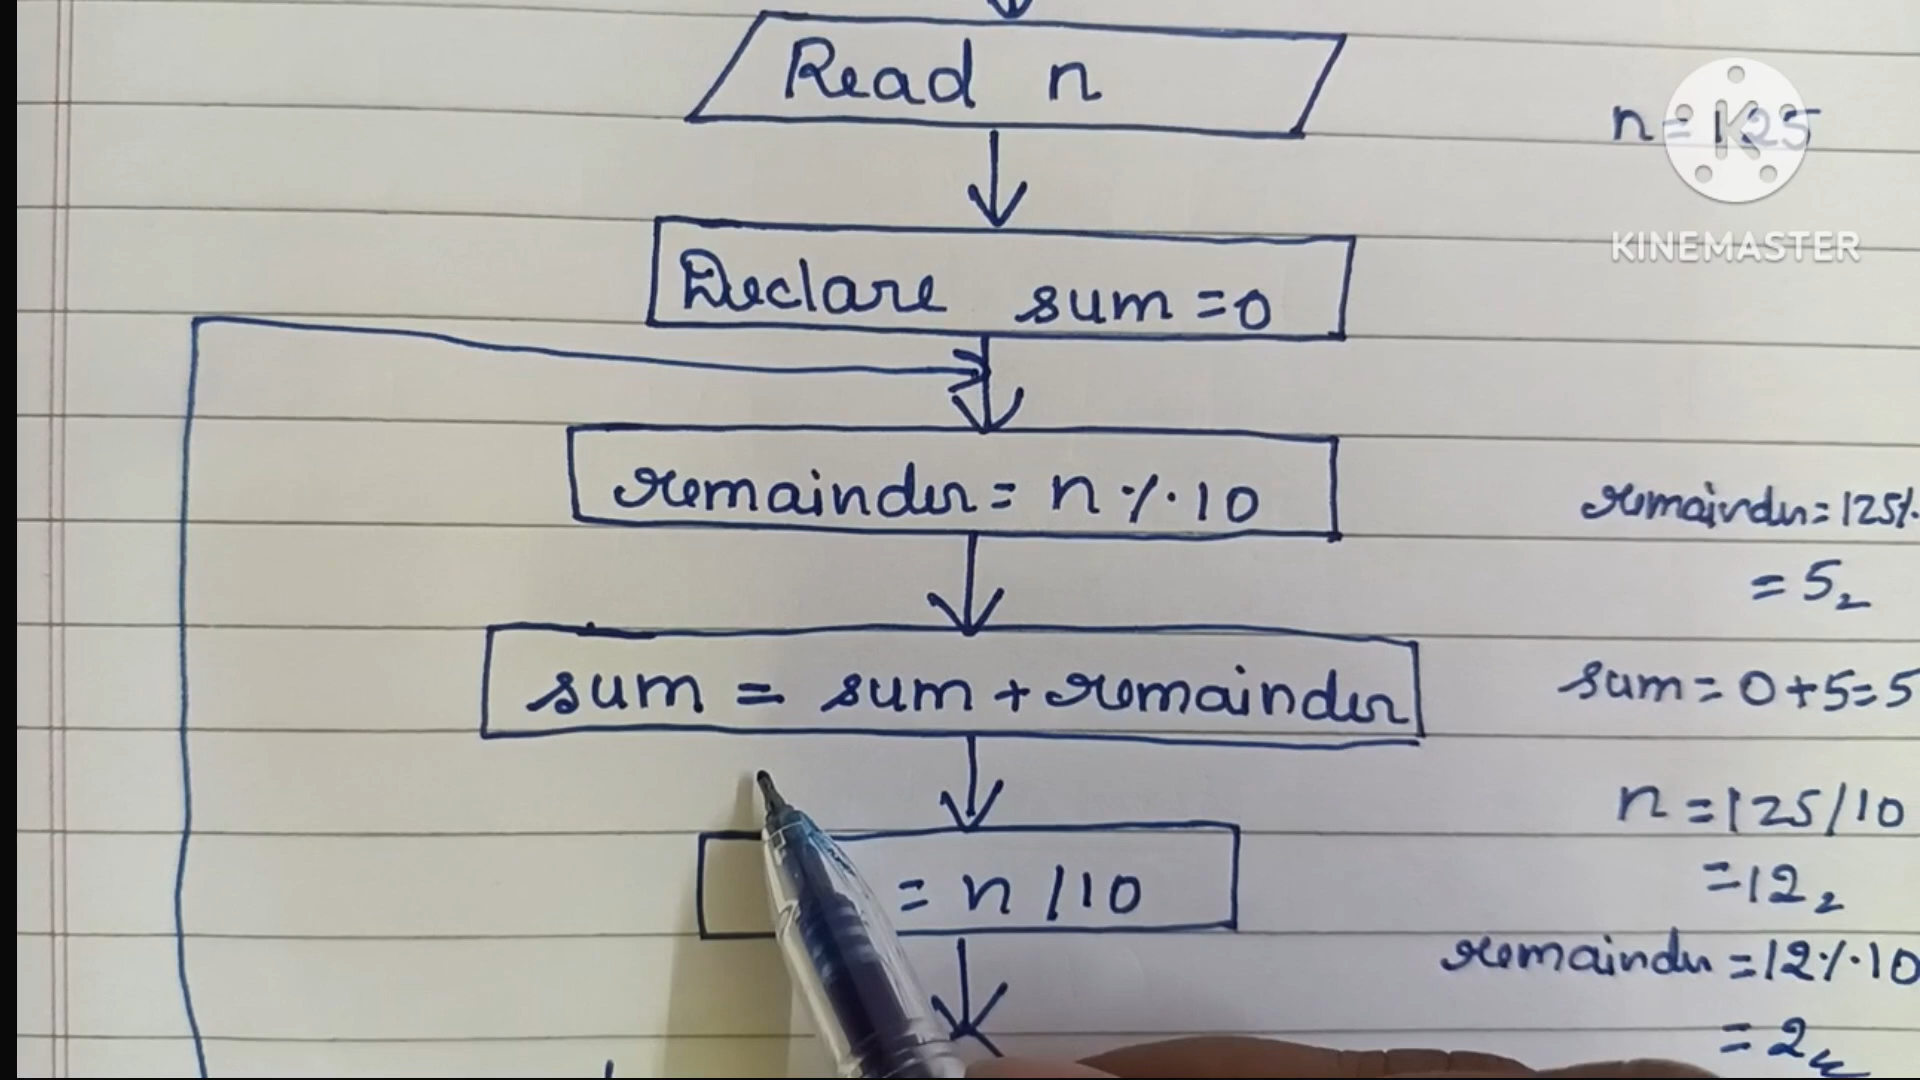 Read n
n=125
KINEMASTER
Declare sum=0
remainder= n%10
remainder=125%
=5
sum = sum+remainder
sum=0+5=5
n=125/10
= n/10
=12
remainder=12%10
=2